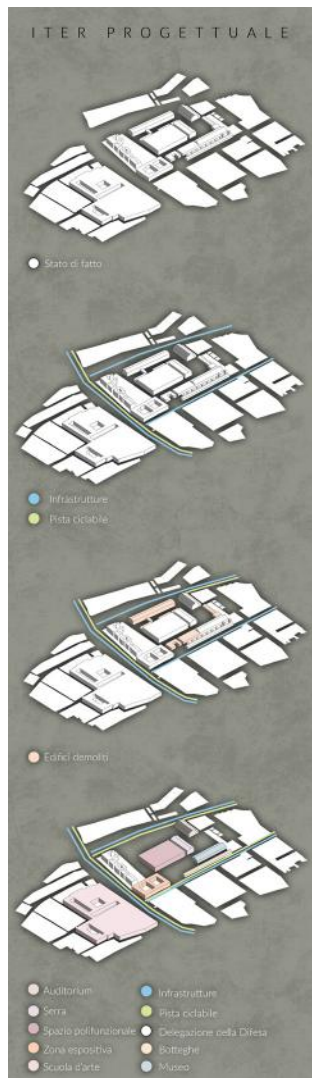 ITER PROGETTUALE
Stato di fatto
Infrastrutture
Pista ciclabile
Edifici demoliti
Auditorium
Infrastrutture
Serra
Pista ciclabile
Spazio polifunzionale
Delegazione della Difesa
Zona espositiva
Botteghe
Scuola d'arte
Museo